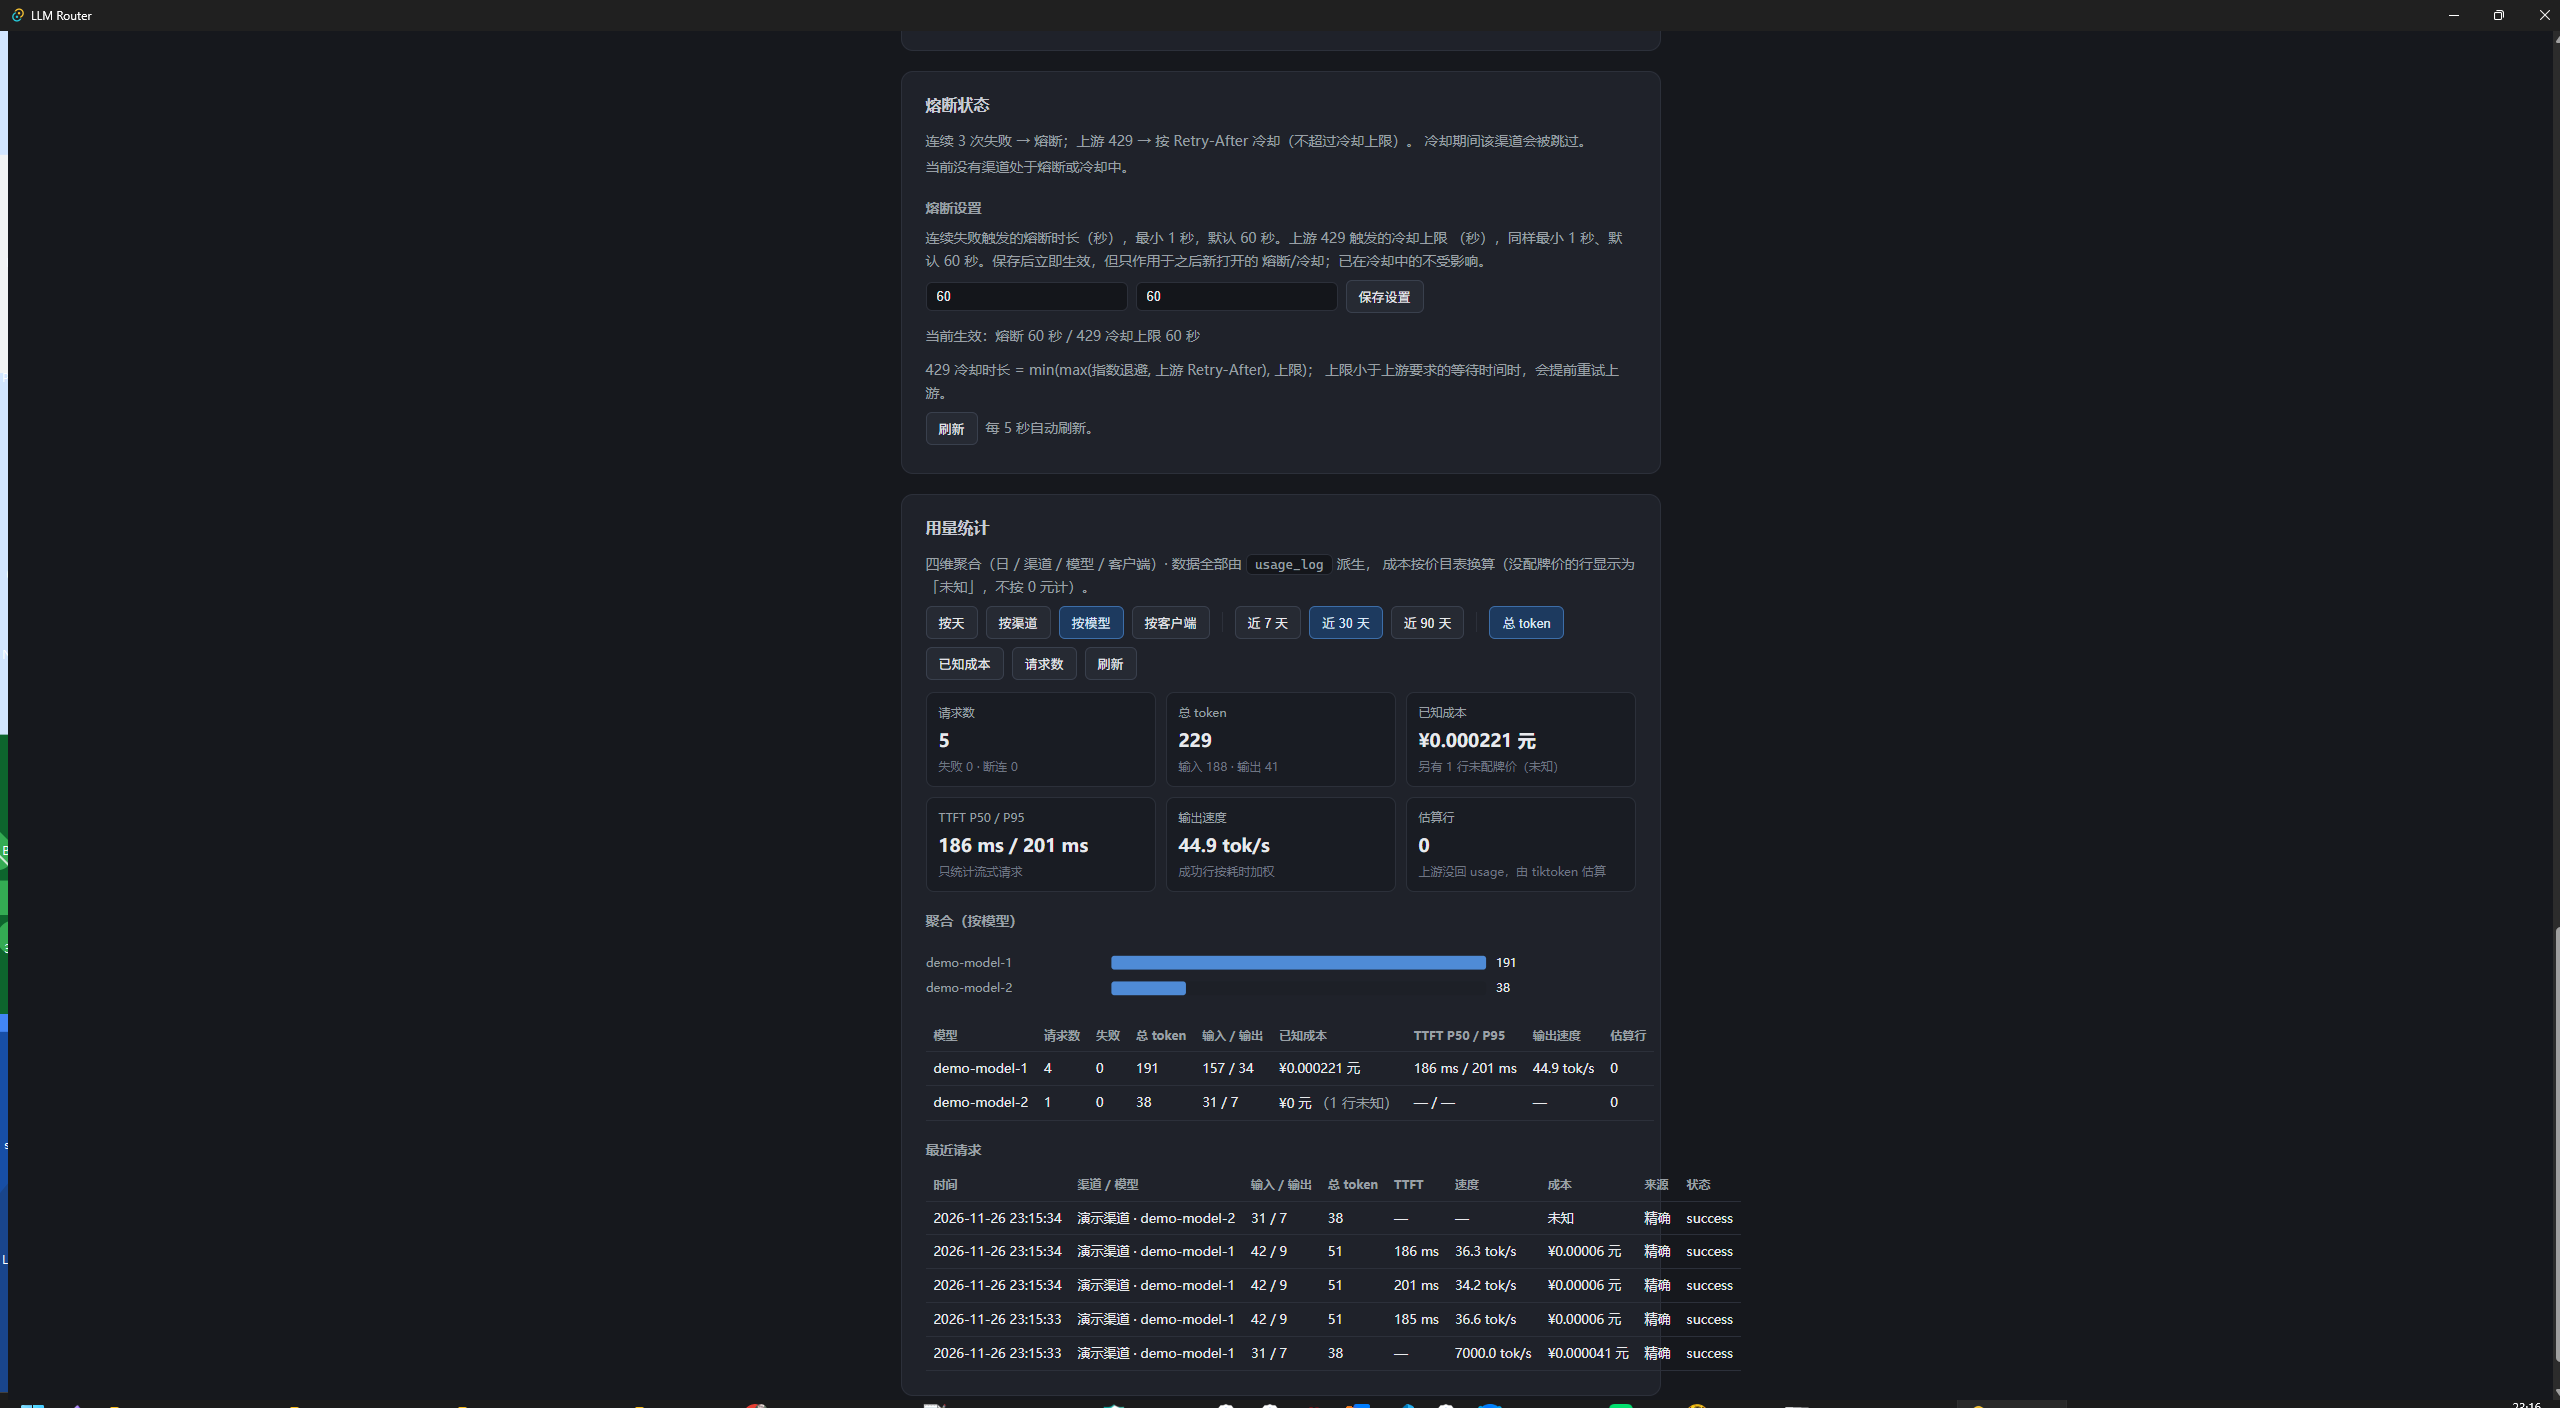 LLM Router
熔断状态
连续 3 次失败 → 熔断；上游 429 → 按 Retry-After 冷却（不超过冷却上限）。 冷却期间该渠道会被跳过。
当前没有渠道处于熔断或冷却中。
熔断设置
连续失败触发的熔断时长（秒），最小 1 秒，默认 60 秒。上游 429 触发的冷却上限 （秒），同样最小 1 秒、默
认 60 秒。保存后立即生效，但只作用于之后新打开的 熔断/冷却；已在冷却中的不受影响。
60 60 保存设置
当前生效：熔断 60 秒 / 429 冷却上限 60 秒
429 冷却时长 = min(max(指数退避, 上游 Retry-After), 上限)； 上限小于上游要求的等待时间时，会提前重试上
游。
刷新 每 5 秒自动刷新。
用量统计
四维聚合（日 / 渠道 / 模型 / 客户端）· 数据全部由 usage_log 派生， 成本按价目表换算（没配牌价的行显示为
「未知」，不按 0 元计）。
按天 按渠道 按模型 按客户端 近 7 天 近 30 天 近 90 天 总 token
已知成本 请求数 刷新
请求数 总 token 已知成本
5 229 ¥0.000221 元
失败 0 · 断连 0 输入 188 · 输出 41 另有 1 行未配牌价（未知）
TTFT P50 / P95 输出速度 估算行
186 ms / 201 ms 44.9 tok/s 0
只统计流式请求 成功行按耗时加权 上游没回 usage，由 tiktoken 估算
聚合（按模型）
demo-model-1 191
demo-model-2 38
模型 请求数 失败 总 token 输入 / 输出 已知成本 TTFT P50 / P95 输出速度 估算行
demo-model-1 4 0 191 157 / 34 ¥0.000221 元 186 ms / 201 ms 44.9 tok/s 0
demo-model-2 1 0 38 31 / 7 ¥0 元 （1 行未知） — / — — 0
最近请求
时间 渠道 / 模型 输入 / 输出 总 token TTFT 速度 成本 来源 状态
2026-11-26 23:15:34 演示渠道 · demo-model-2 31 / 7 38 — — 未知 精确 success
2026-11-26 23:15:34 演示渠道 · demo-model-1 42 / 9 51 186 ms 36.3 tok/s ¥0.00006 元 精确 success
2026-11-26 23:15:34 演示渠道 · demo-model-1 42 / 9 51 201 ms 34.2 tok/s ¥0.00006 元 精确 success
2026-11-26 23:15:33 演示渠道 · demo-model-1 42 / 9 51 185 ms 36.6 tok/s ¥0.00006 元 精确 success
2026-11-26 23:15:33 演示渠道 · demo-model-1 31 / 7 38 — 7000.0 tok/s ¥0.000041 元 精确 success